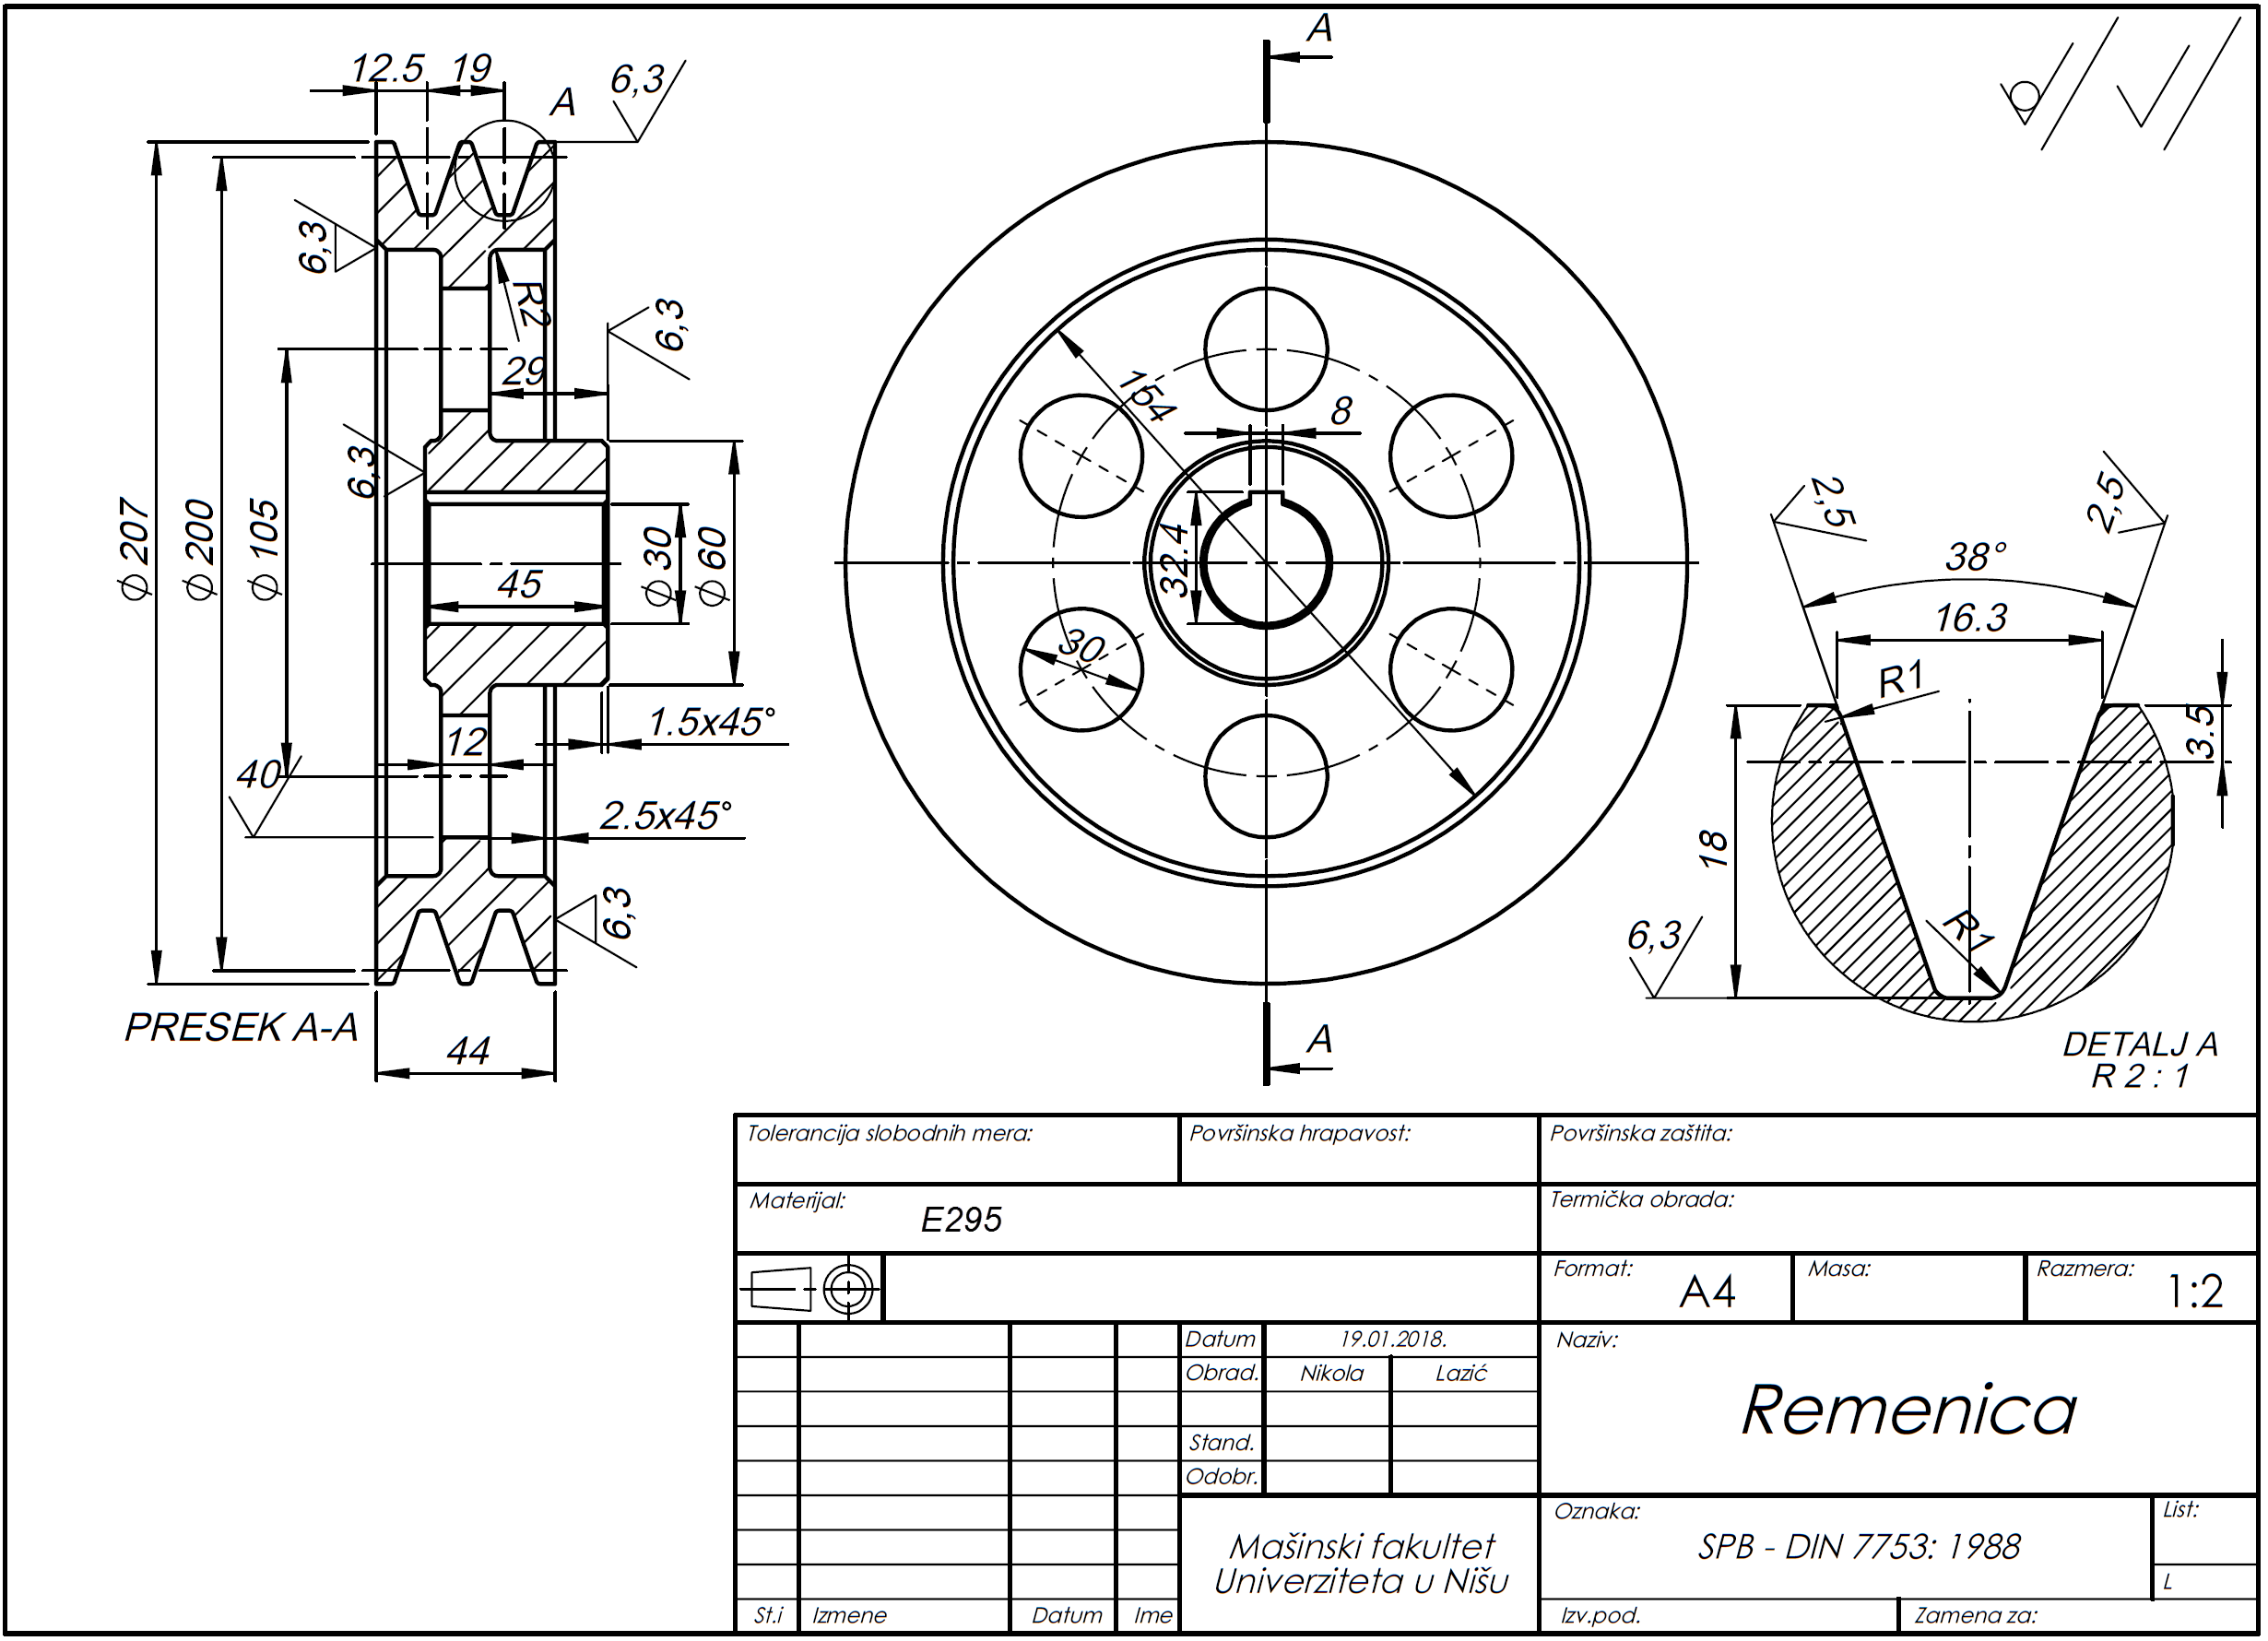 A
12.5 19 A 6,3
6,3
R2
6,3
29
154
8
6,3
2,5
2,5
38°
16.3
⌀207
⌀200
⌀105
⌀30
⌀60
32.4
45
30
R1
3.5
1.5x45°
12
40
2.5x45°
18
6,3
6,3
R1
PRESEK A-A
44
A
DETALJ A
R 2 : 1
Tolerancija slobodnih mera:
Površinska hrapavost:
Površinska zaštita:
Materijal: E295
Termička obrada:
Format: A4
Masa:
Razmera: 1:2
Datum 19.01.2018.
Obrad. Nikola Lazić
Stand.
Odobr.
Naziv:
Remenica
Mašinski fakultet
Univerziteta u Nišu
Oznaka:
SPB - DIN 7753: 1988
List:
L
St.i Izmene Datum Ime
Izv.pod.
Zamena za: